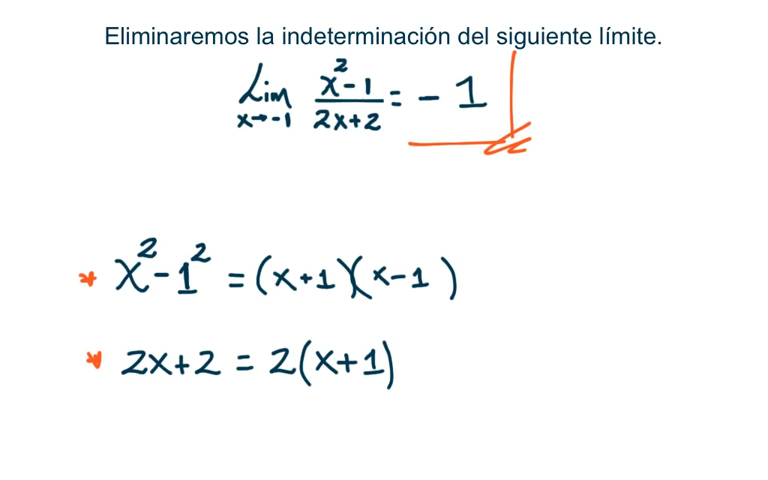 Eliminaremos la indeterminación del siguiente límite.
Lim x→-1 x²-1 / 2x+2 = -1
* x²-1² = (x+1)(x-1)
* 2x+2 = 2(x+1)